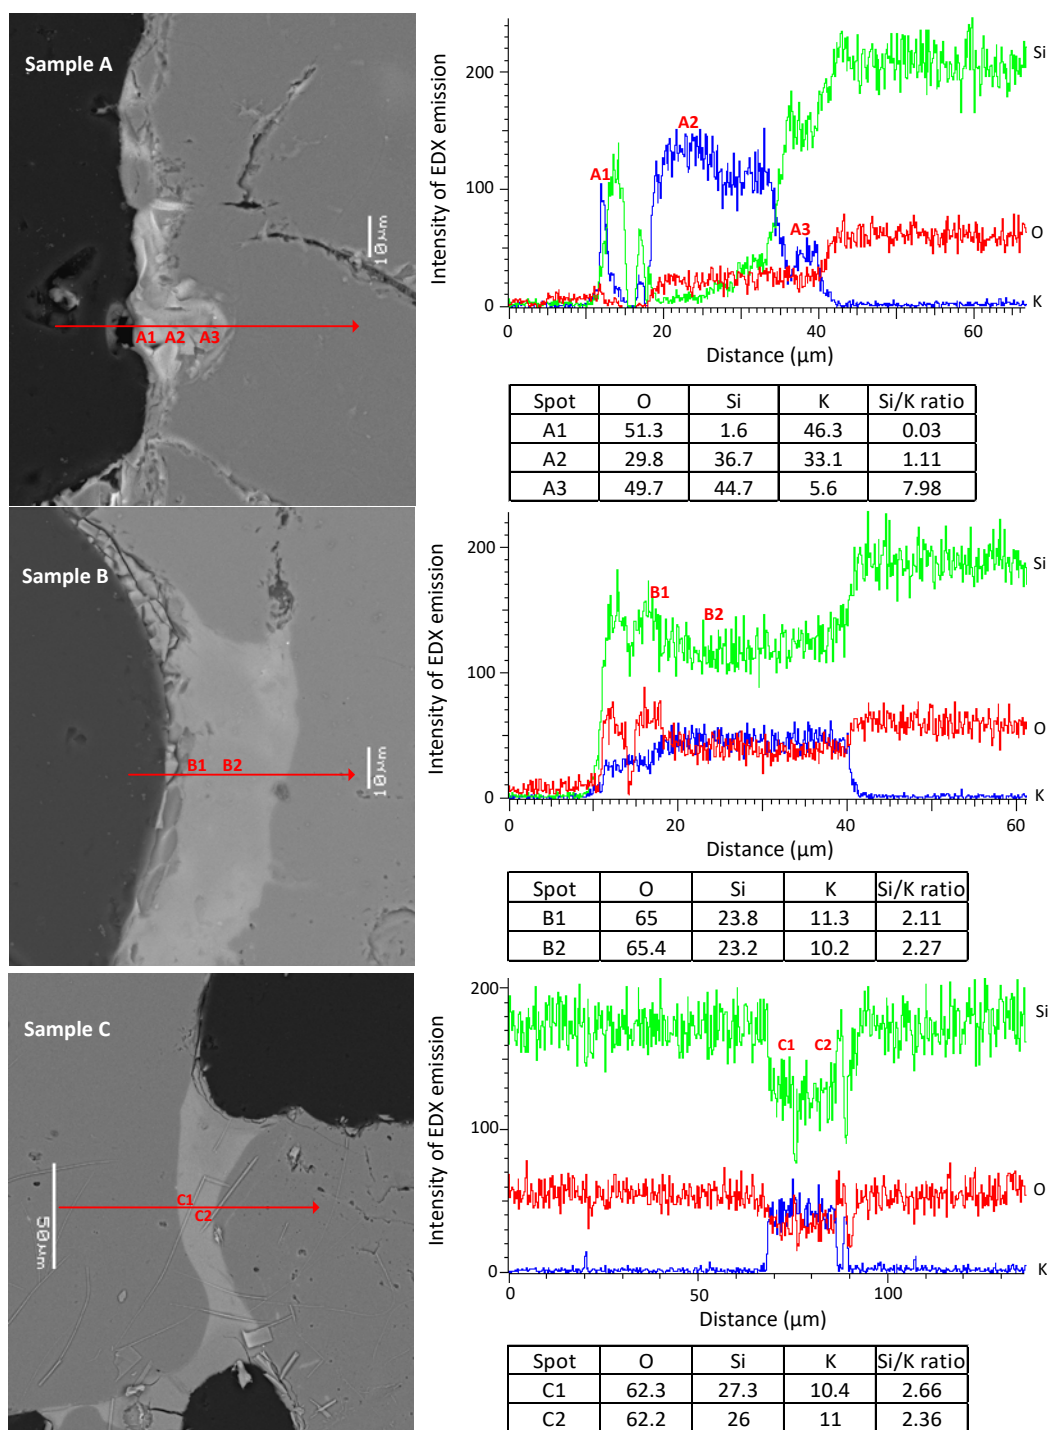 Sample A
10μm
A1 A2 A3
Intensity of EDX emission
200
100
0
A1
A2
A3
Si
O
K
0 20 40 60
Distance (μm)
Spot O Si K Si/K ratio
A1 51.3 1.6 46.3 0.03
A2 29.8 36.7 33.1 1.11
A3 49.7 44.7 5.6 7.98
Sample B
10μm
B1 B2
Intensity of EDX emission
200
100
0
B1
B2
Si
O
K
0 20 40 60
Distance (μm)
Spot O Si K Si/K ratio
B1 65 23.8 11.3 2.11
B2 65.4 23.2 10.2 2.27
Sample C
50μm
C1
C2
Intensity of EDX emission
200
100
0
C1 C2
Si
O
K
0 50 100
Distance (μm)
Spot O Si K Si/K ratio
C1 62.3 27.3 10.4 2.66
C2 62.2 26 11 2.36